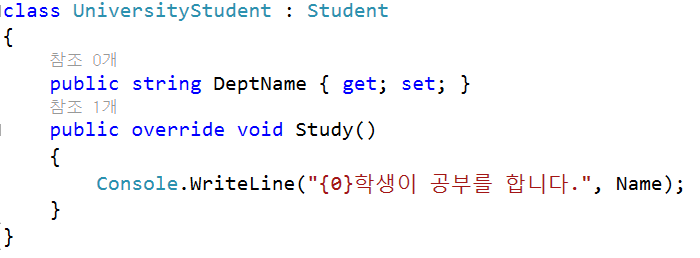 class UniversityStudent : Student
{
참조 0개
public string DeptName { get; set; }
참조 1개
public override void Study()
{
Console.WriteLine("{0}학생이 공부를 합니다.", Name);
}
}